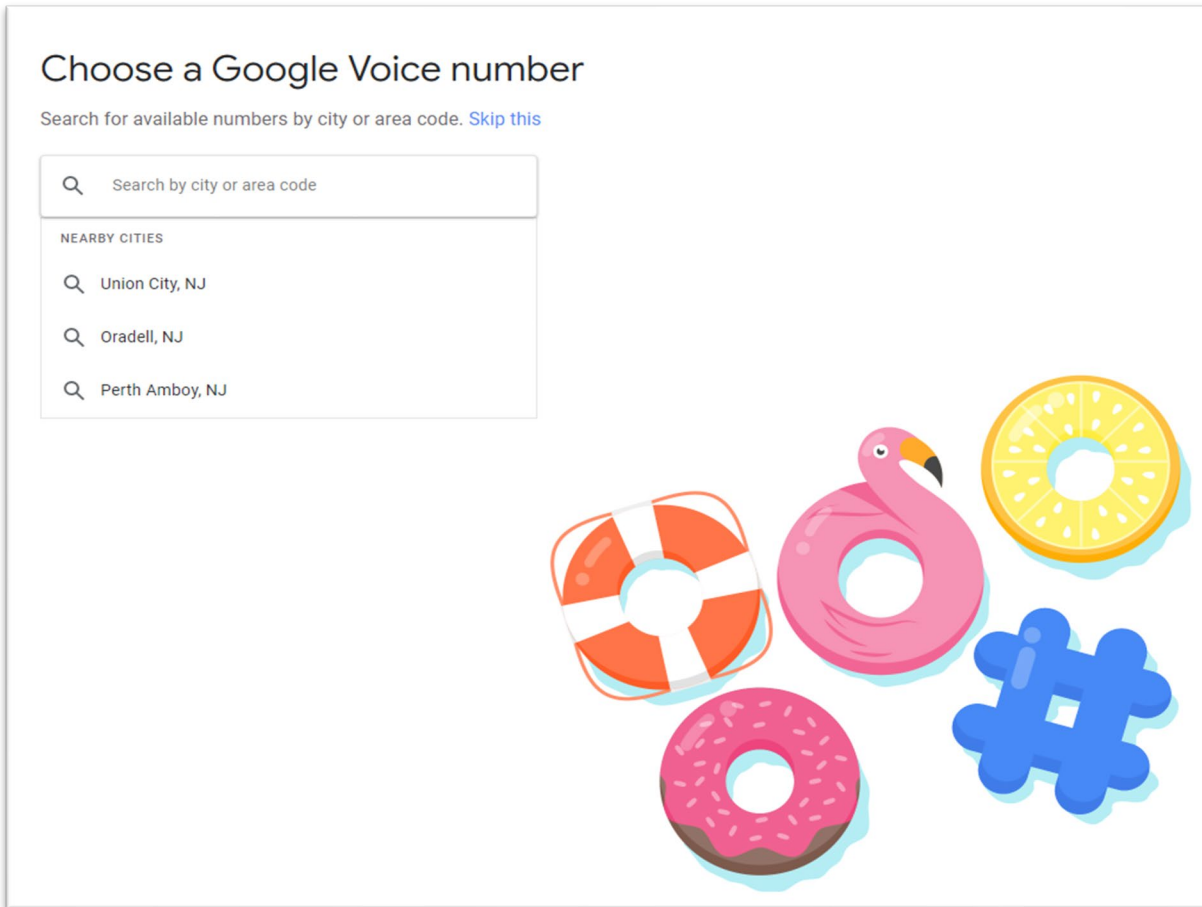 Choose a Google Voice number
Search for available numbers by city or area code. Skip this
Search by city or area code
NEARBY CITIES
Union City, NJ
Oradell, NJ
Perth Amboy, NJ